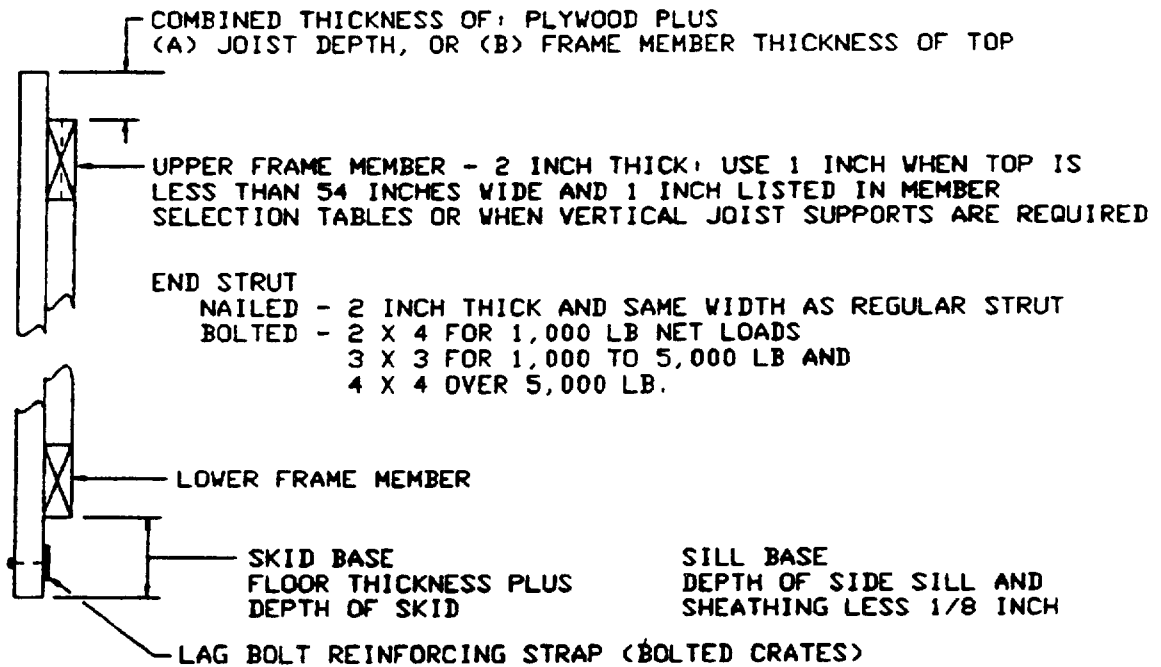 COMBINED THICKNESS OF: PLYWOOD PLUS
(A) JOIST DEPTH, OR (B) FRAME MEMBER THICKNESS OF TOP
UPPER FRAME MEMBER - 2 INCH THICK: USE 1 INCH WHEN TOP IS
LESS THAN 54 INCHES WIDE AND 1 INCH LISTED IN MEMBER
SELECTION TABLES OR WHEN VERTICAL JOIST SUPPORTS ARE REQUIRED
END STRUT
NAILED - 2 INCH THICK AND SAME WIDTH AS REGULAR STRUT
BOLTED - 2 X 4 FOR 1,000 LB NET LOADS
3 X 3 FOR 1,000 TO 5,000 LB AND
4 X 4 OVER 5,000 LB.
LOWER FRAME MEMBER
SKID BASE
FLOOR THICKNESS PLUS
DEPTH OF SKID
SILL BASE
DEPTH OF SIDE SILL AND
SHEATHING LESS 1/8 INCH
LAG BOLT REINFORCING STRAP (BOLTED CRATES)